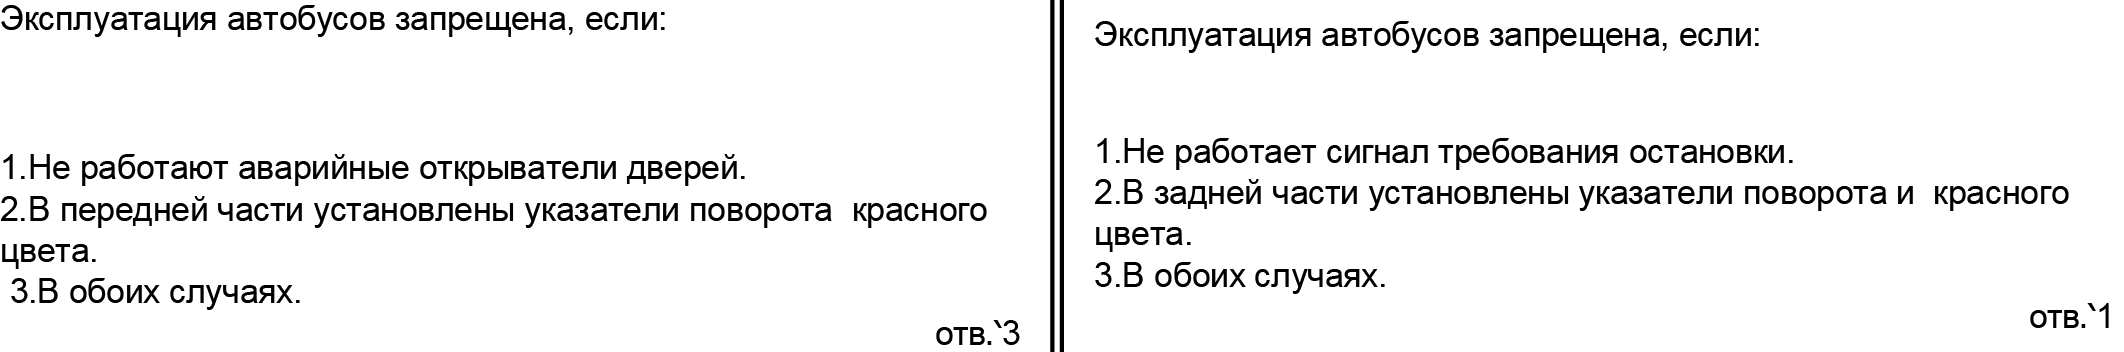 Эксплуатация автобусов запрещена, если:
1.Не работают аварийные открыватели дверей.
2.В передней части установлены указатели поворота  красного
цвета.
3.В обоих случаях.
отв.`3
Эксплуатация автобусов запрещена, если:
1.Не работает сигнал требования остановки.
2.В задней части установлены указатели поворота и  красного
цвета.
3.В обоих случаях.
отв.`1